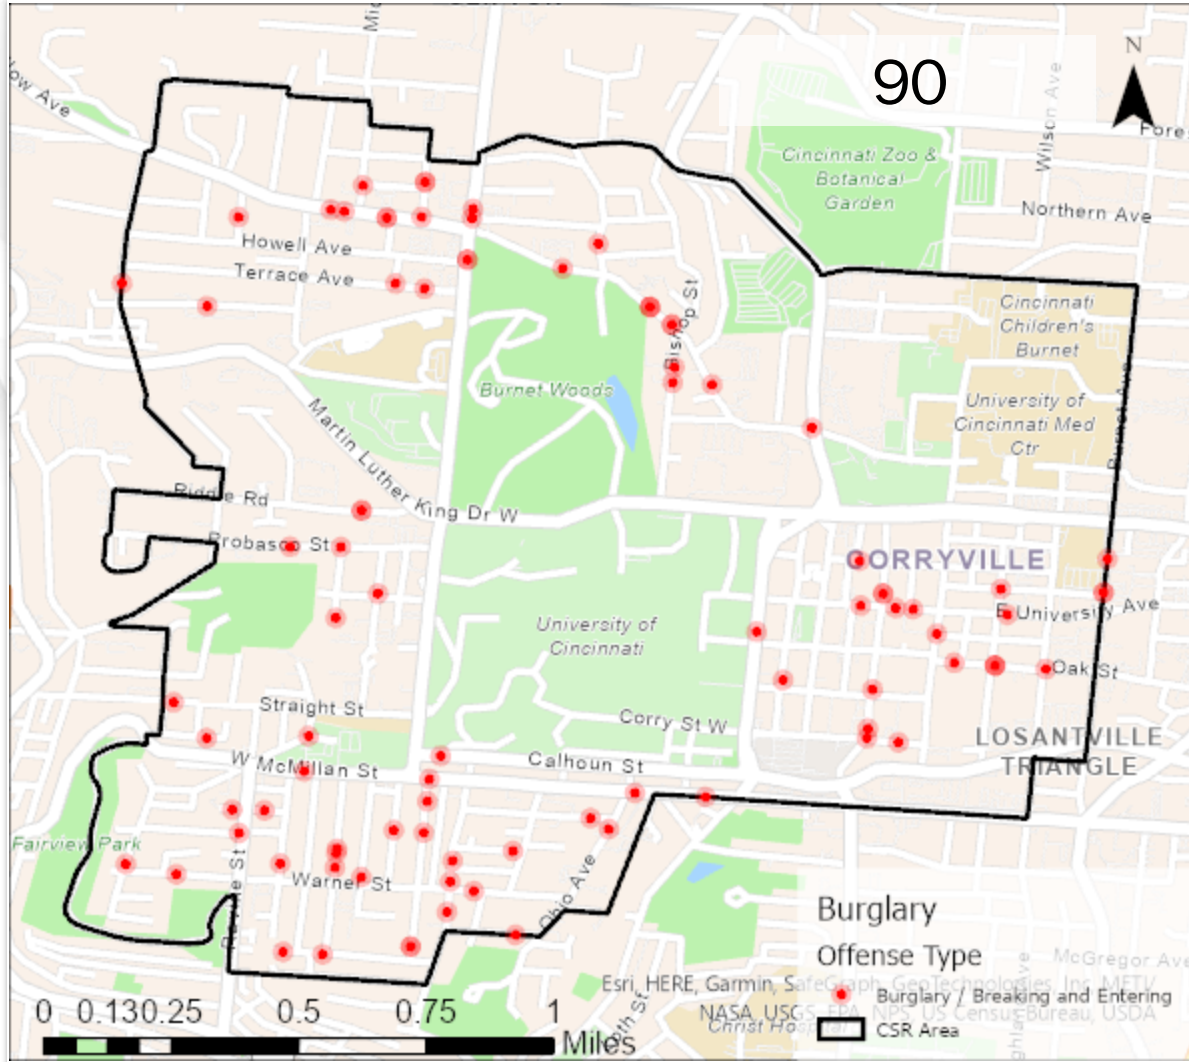 N
90
Wilson Ave
Cincinnati Zoo &
Botanical
Garden
Northern Ave
Howell Ave
Terrace Ave
Bishop St
Cincinnati
Children's
Burnet
Burnet Woods
University of
Cincinnati Med
Ctr
Burnet Ave
Martin Luther King Dr W
Riddle Rd
Probasco St
CORRYVILLE
E University Ave
University of
Cincinnati
Oak St
Straight St
Corry St W
LOSANTVILLE
TRIANGLE
W McMillan St
Calhoun St
Fairview Park
Warner St
Ohio Ave
Burglary
Offense Type
Burglary / Breaking and Entering
CSR Area
McGregor Ave
Esri, HERE, Garmin, SafeGraph, GeoTechnologies, Inc, METI/
NASA, USGS, EPA, NPS, US Census Bureau, USDA
Christ Hospital
0 0.130.25 0.5 0.75 1
Miles